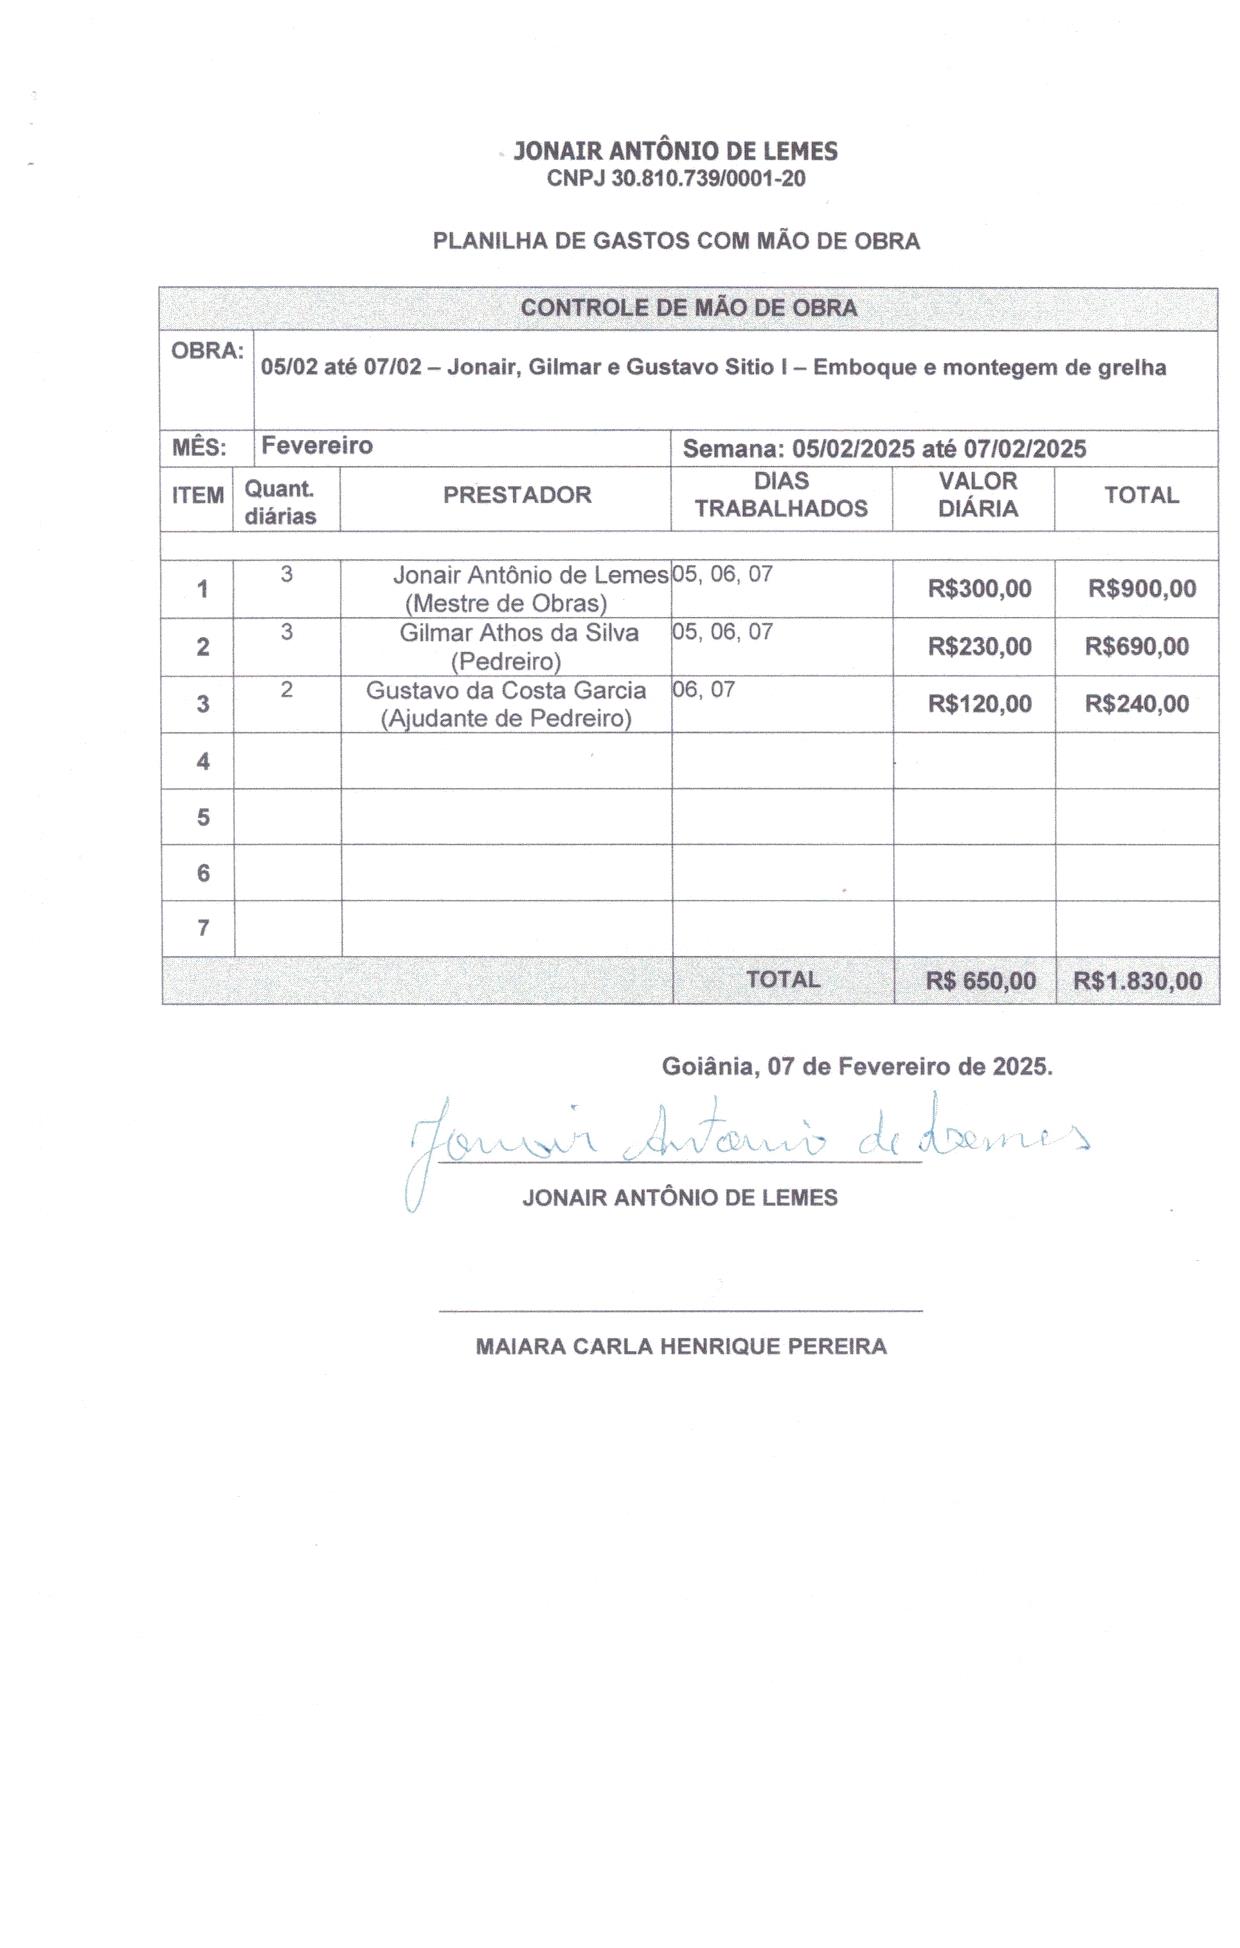 JONAIR ANTÔNIO DE LEMES
CNPJ 30.810.739/0001-20
PLANILHA DE GASTOS COM MÃO DE OBRA
CONTROLE DE MÃO DE OBRA
OBRA: 05/02 até 07/02 – Jonair, Gilmar e Gustavo Sitio I – Emboque e montegem de grelha
MÊS: Fevereiro Semana: 05/02/2025 até 07/02/2025
ITEM Quant. diárias PRESTADOR DIAS TRABALHADOS VALOR DIÁRIA TOTAL
1 3 Jonair Antônio de Lemes (Mestre de Obras) 05, 06, 07 R$300,00 R$900,00
2 3 Gilmar Athos da Silva (Pedreiro) 05, 06, 07 R$230,00 R$690,00
3 2 Gustavo da Costa Garcia (Ajudante de Pedreiro) 06, 07 R$120,00 R$240,00
4
5
6
7
TOTAL R$ 650,00 R$1.830,00
Goiânia, 07 de Fevereiro de 2025.
Jonair Antonio de Lemes
JONAIR ANTÔNIO DE LEMES
MAIARA CARLA HENRIQUE PEREIRA